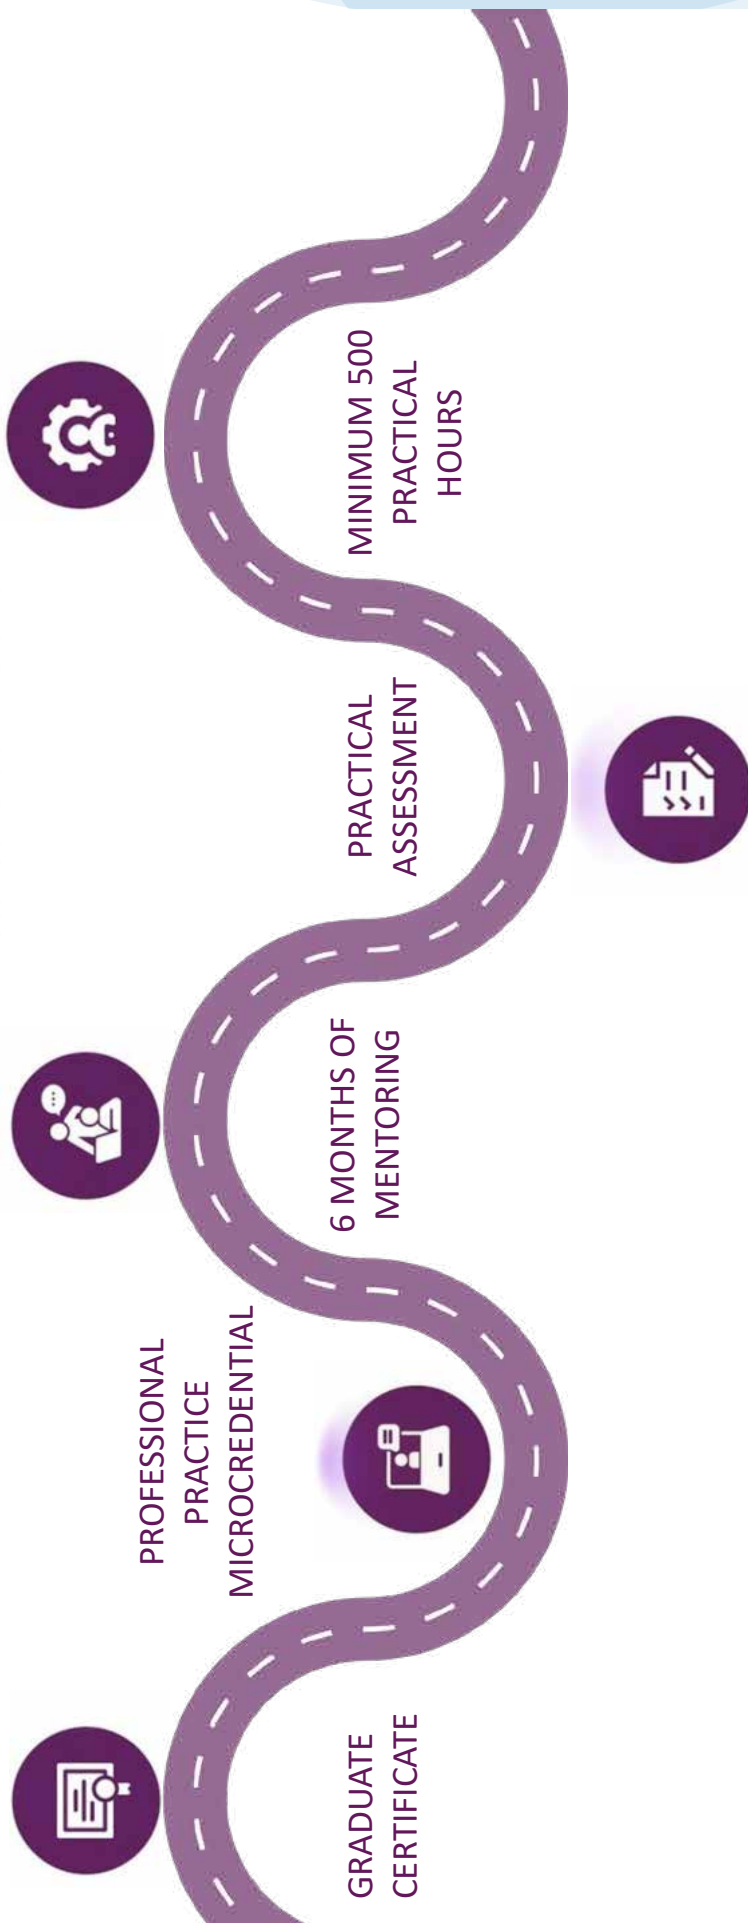 GRADUATE
CERTIFICATE
PROFESSIONAL
PRACTICE
MICROCREDENTIAL
6 MONTHS OF
MENTORING
PRACTICAL
ASSESSMENT
MINIMUM 500
PRACTICAL
HOURS